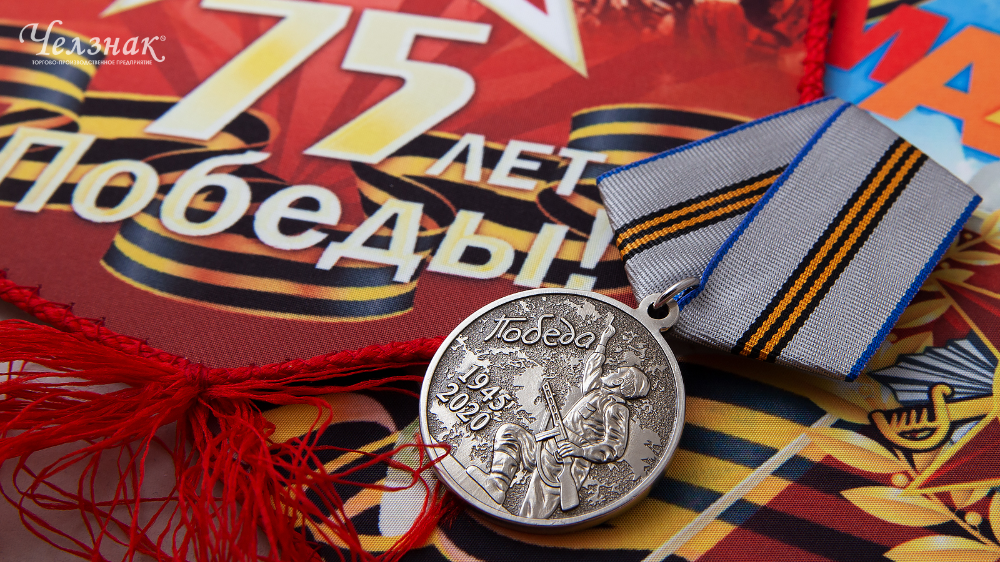 Челзнак
ТОРГОВО-ПРОИЗВОДСТВЕННОЕ ПРЕДПРИЯТИЕ
75 ЛЕТ
Победы!
Победа
1945
2020